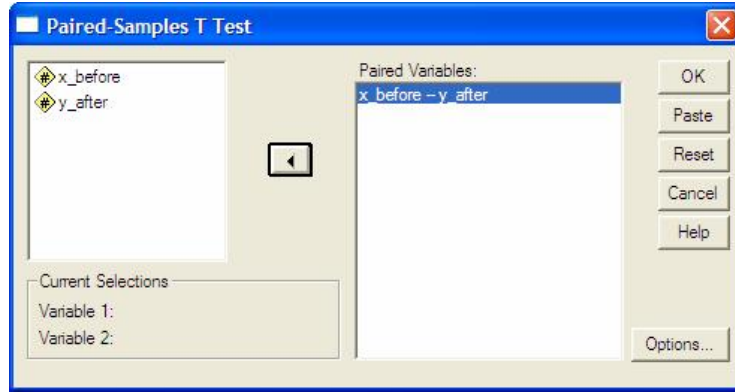 Paired-Samples T Test
x_before
y_after
Current Selections
Variable 1:
Variable 2:
Paired Variables:
x_before -- y_after
OK
Paste
Reset
Cancel
Help
Options...